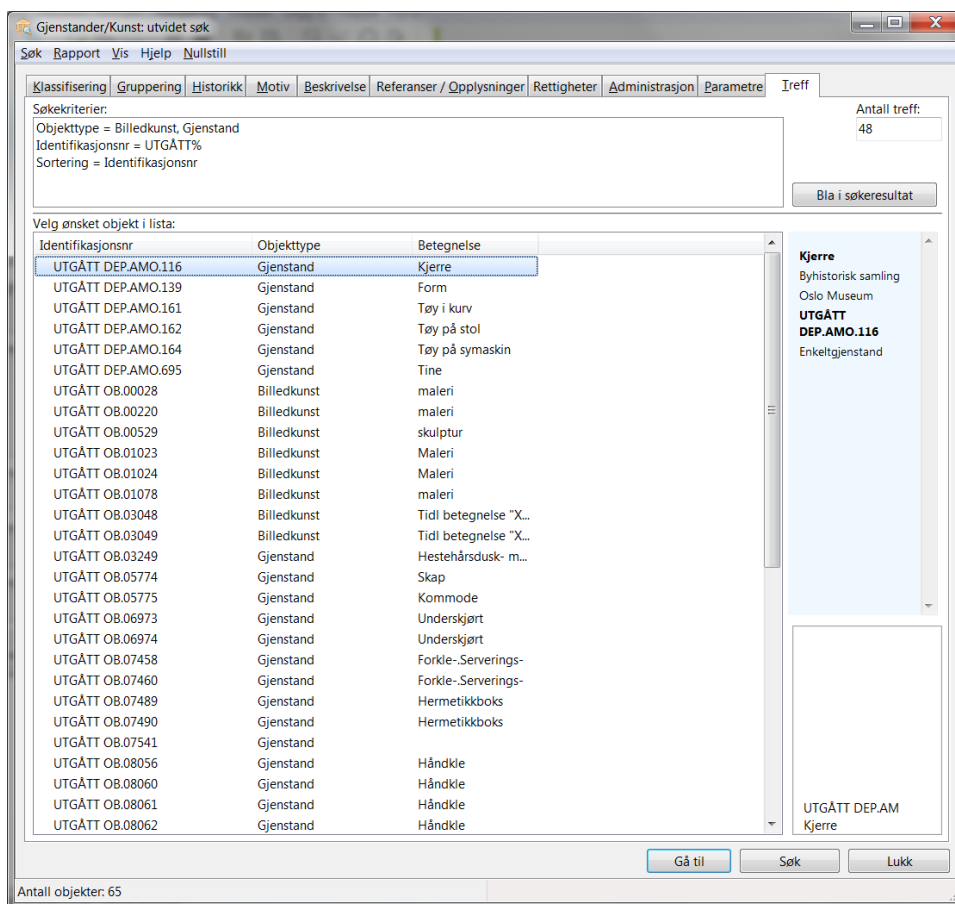 Gjenstander/Kunst: utvidet søk
Søk Rapport Vis Hjelp Nullstill
Klassifisering Gruppering Historikk Motiv Beskrivelse Referanser / Opplysninger Rettigheter Administrasjon Parametre Treff
Søkekriterier: Antall treff:
Objekttype = Billedkunst, Gjenstand 48
Identifikasjonsnr = UTGÅTT%
Sortering = Identifikasjonsnr
Bla i søkeresultat
Velg ønsket objekt i lista:
Identifikasjonsnr Objekttype Betegnelse
UTGÅTT DEP.AMO.116 Gjenstand Kjerre
UTGÅTT DEP.AMO.139 Gjenstand Form
UTGÅTT DEP.AMO.161 Gjenstand Tøy i kurv
UTGÅTT DEP.AMO.162 Gjenstand Tøy på stol
UTGÅTT DEP.AMO.164 Gjenstand Tøy på symaskin
UTGÅTT DEP.AMO.695 Gjenstand Tine
UTGÅTT OB.00028 Billedkunst maleri
UTGÅTT OB.00220 Billedkunst maleri
UTGÅTT OB.00529 Billedkunst skulptur
UTGÅTT OB.01023 Billedkunst Maleri
UTGÅTT OB.01024 Billedkunst Maleri
UTGÅTT OB.01078 Billedkunst maleri
UTGÅTT OB.03048 Billedkunst Tidl betegnelse "X...
UTGÅTT OB.03049 Billedkunst Tidl betegnelse "X...
UTGÅTT OB.03249 Gjenstand Hestehårsdusk- m...
UTGÅTT OB.05774 Gjenstand Skap
UTGÅTT OB.05775 Gjenstand Kommode
UTGÅTT OB.06973 Gjenstand Underskjørt
UTGÅTT OB.06974 Gjenstand Underskjørt
UTGÅTT OB.07458 Gjenstand Forkle-.Serverings-
UTGÅTT OB.07460 Gjenstand Forkle-.Serverings-
UTGÅTT OB.07489 Gjenstand Hermetikkboks
UTGÅTT OB.07490 Gjenstand Hermetikkboks
UTGÅTT OB.07541 Gjenstand
UTGÅTT OB.08056 Gjenstand Håndkle
UTGÅTT OB.08060 Gjenstand Håndkle
UTGÅTT OB.08061 Gjenstand Håndkle
UTGÅTT OB.08062 Gjenstand Håndkle
Kjerre
Byhistorisk samling
Oslo Museum
UTGÅTT
DEP.AMO.116
Enkeltgjenstand
UTGÅTT DEP.AM
Kjerre
Gå til Søk Lukk
Antall objekter: 65